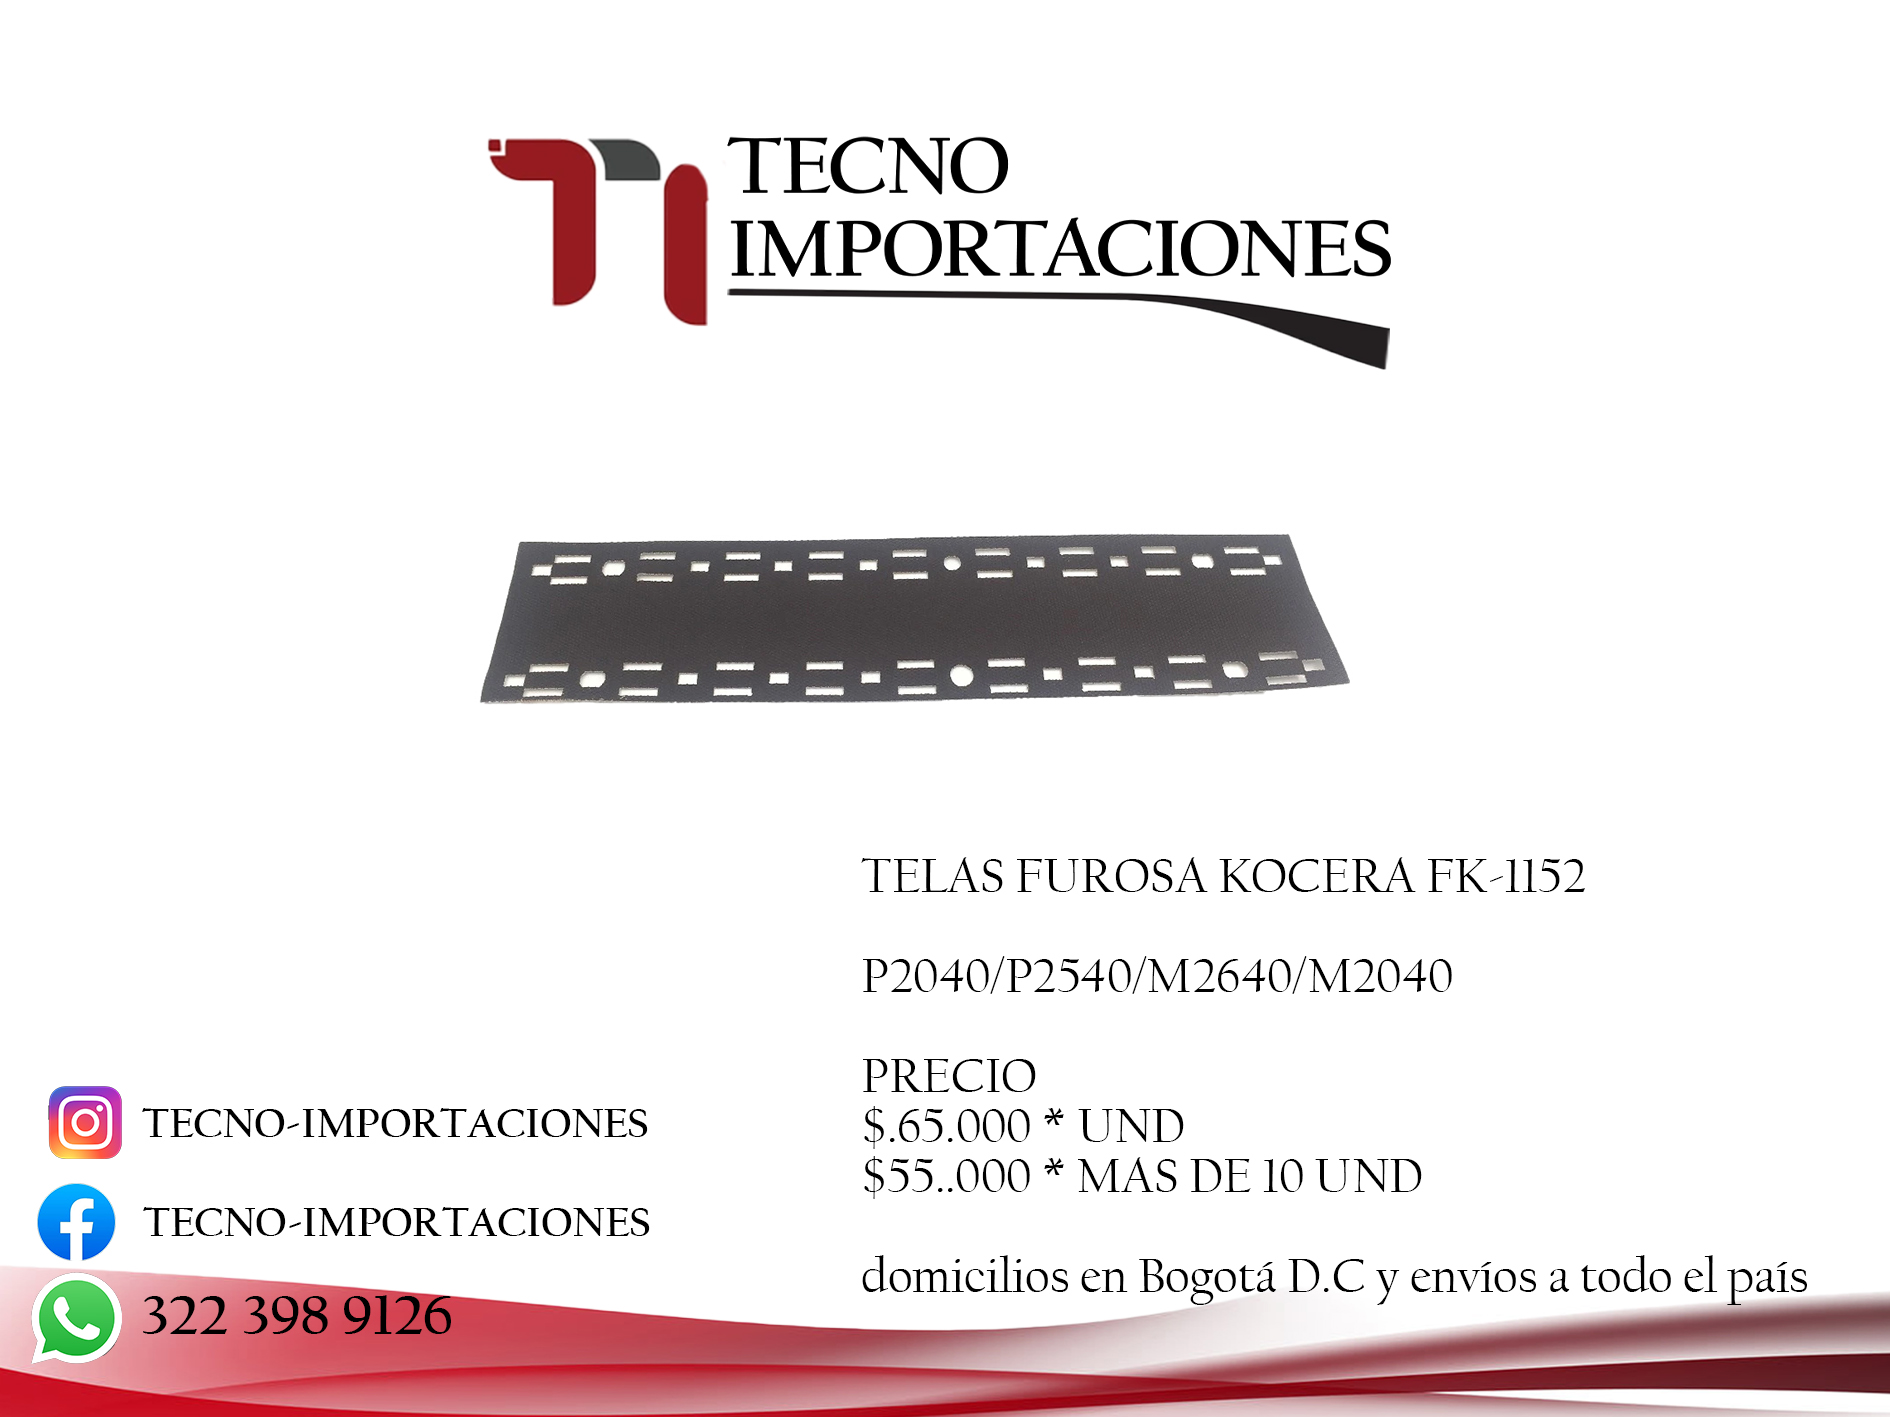 TECNO
IMPORTACIONES
TELAS FUROSA KOCERA FK-1152
P2040/P2540/M2640/M2040
PRECIO
$.65.000 * UND
$55..000 * MAS DE 10 UND
domicilios en Bogotá D.C y envíos a todo el país
TECNO-IMPORTACIONES
TECNO-IMPORTACIONES
322 398 9126